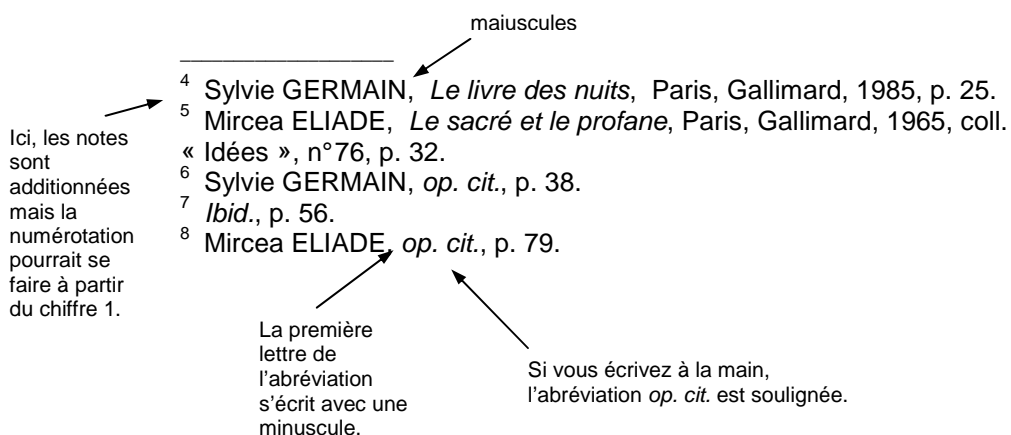 maiuscules
4 Sylvie GERMAIN, Le livre des nuits, Paris, Gallimard, 1985, p. 25.
5 Mircea ELIADE, Le sacré et le profane, Paris, Gallimard, 1965, coll.
« Idées », n°76, p. 32.
6 Sylvie GERMAIN, op. cit., p. 38.
7 Ibid., p. 56.
8 Mircea ELIADE, op. cit., p. 79.
Ici, les notes
sont
additionnées
mais la
numérotation
pourrait se
faire à partir
du chiffre 1.
La première
lettre de
l'abréviation
s'écrit avec une
minuscule.
Si vous écrivez à la main,
l'abréviation op. cit. est soulignée.